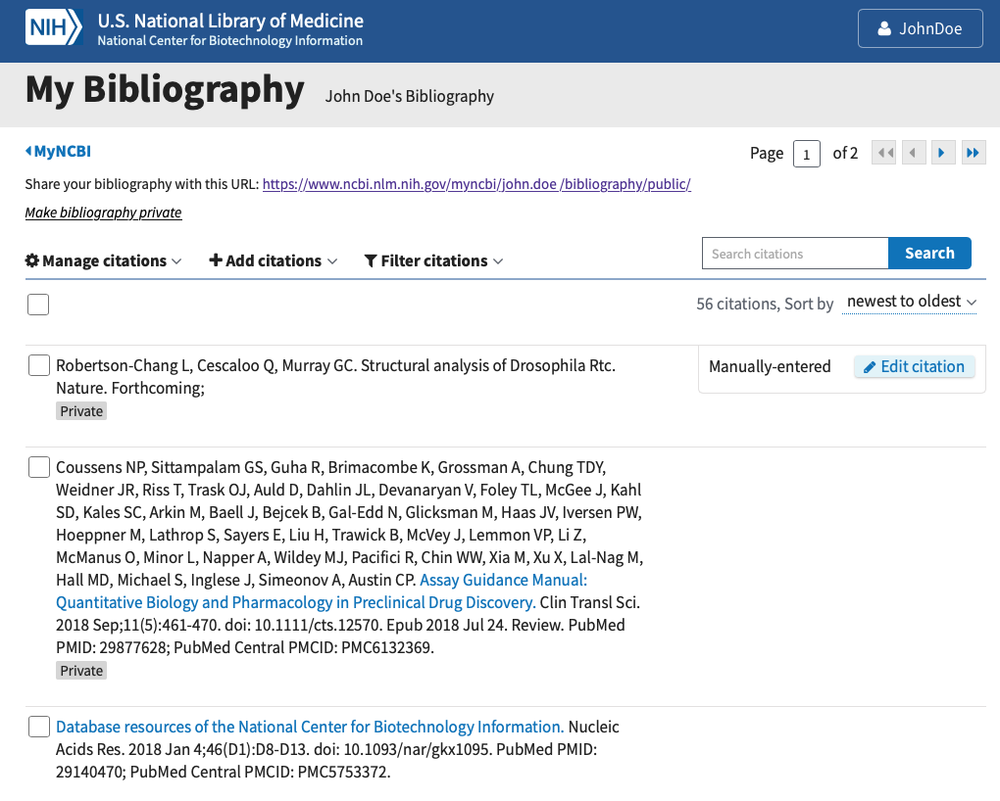 NIH
U.S. National Library of Medicine
National Center for Biotechnology Information
JohnDoe
My Bibliography
John Doe's Bibliography
MyNCBI
Page 1 of 2
Share your bibliography with this URL: https://www.ncbi.nlm.nih.gov/myncbi/john.doe /bibliography/public/
Make bibliography private
Manage citations
Add citations
Filter citations
Search citations
Search
56 citations, Sort by newest to oldest
Robertson-Chang L, Cescaloo Q, Murray GC. Structural analysis of Drosophila Rtc.
Nature. Forthcoming;
Private
Manually-entered
Edit citation
Coussens NP, Sittampalam GS, Guha R, Brimacombe K, Grossman A, Chung TDY,
Weidner JR, Riss T, Trask OJ, Auld D, Dahlin JL, Devanaryan V, Foley TL, McGee J, Kahl
SD, Kales SC, Arkin M, Baell J, Bejcek B, Gal-Edd N, Glicksman M, Haas JV, Iversen PW,
Hoeppner M, Lathrop S, Sayers E, Liu H, Trawick B, McVey J, Lemmon VP, Li Z,
McManus O, Minor L, Napper A, Wildey MJ, Pacifici R, Chin WW, Xia M, Xu X, Lal-Nag M,
Hall MD, Michael S, Inglese J, Simeonov A, Austin CP. Assay Guidance Manual:
Quantitative Biology and Pharmacology in Preclinical Drug Discovery. Clin Transl Sci.
2018 Sep;11(5):461-470. doi: 10.1111/cts.12570. Epub 2018 Jul 24. Review. PubMed
PMID: 29877628; PubMed Central PMCID: PMC6132369.
Private
Database resources of the National Center for Biotechnology Information. Nucleic
Acids Res. 2018 Jan 4;46(D1):D8-D13. doi: 10.1093/nar/gkx1095. PubMed PMID:
29140470; PubMed Central PMCID: PMC5753372.